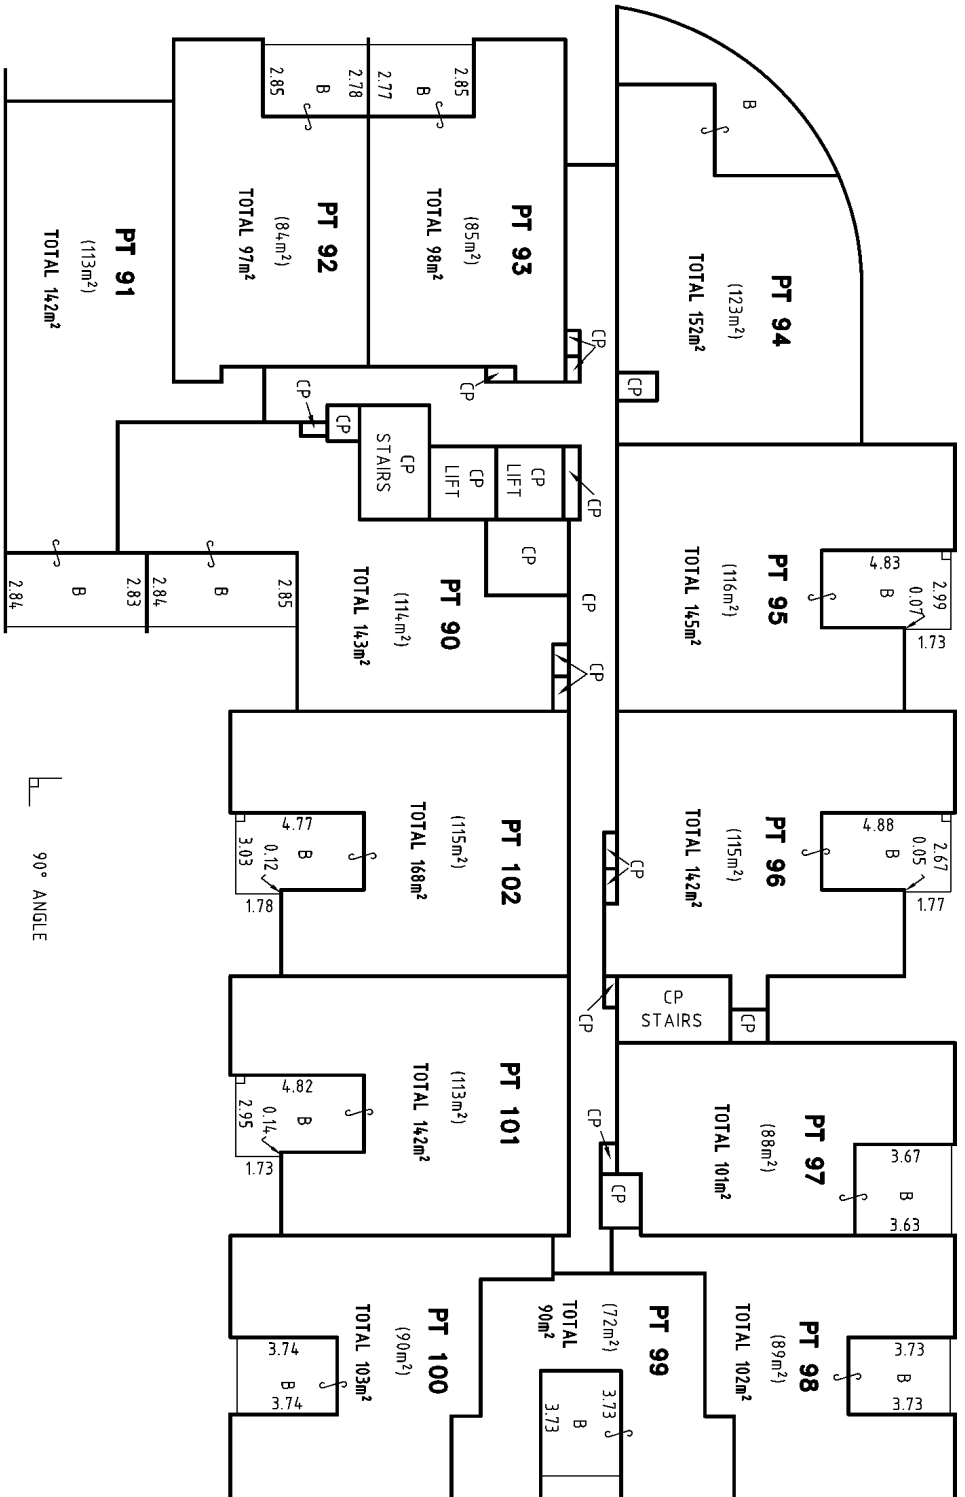 PT 94
(123m²)
TOTAL 152m²
B
CP
PT 93
(85m²)
TOTAL 98m²
2.85
B
2.77
CP
CP
PT 92
(84m²)
TOTAL 97m²
2.78
B
2.85
PT 91
(113m²)
TOTAL 142m²
2.83
B
2.84
CP
CP
CP
CP
STAIRS
CP
LIFT
CP
LIFT
CP
CP
CP
CP
PT 90
(114m²)
TOTAL 143m²
2.85
B
2.84
PT 95
(116m²)
TOTAL 145m²
4.83
B
2.99
0.07
1.73
PT 96
(115m²)
TOTAL 142m²
4.88
B
2.67
0.05
1.77
CP
CP
CP
STAIRS
CP
PT 102
(115m²)
TOTAL 168m²
4.77
B
0.12
3.03
1.78
PT 101
(113m²)
TOTAL 142m²
4.82
B
0.14
2.95
1.73
PT 97
(88m²)
TOTAL 101m²
3.67
B
3.63
CP
CP
PT 98
(89m²)
TOTAL 102m²
3.73
B
3.73
PT 99
(72m²)
TOTAL
90m²
3.73
B
3.73
PT 100
(90m²)
TOTAL 103m²
3.74
B
3.74
90° ANGLE